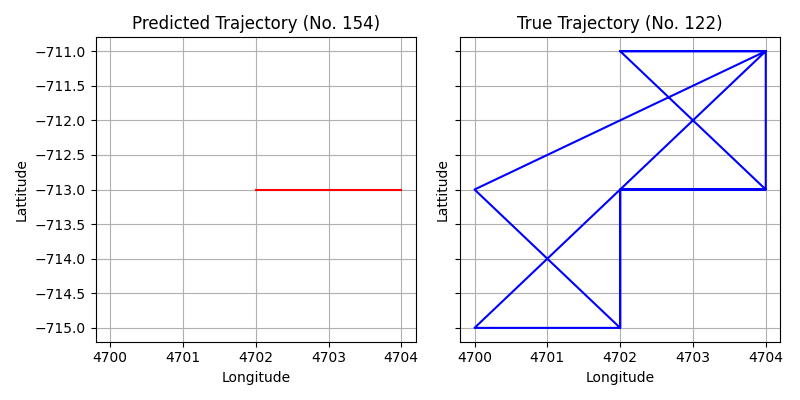 Predicted Trajectory (No. 154)
True Trajectory (No. 122)
Lattitude
−711.0
−711.5
−712.0
−712.5
−713.0
−713.5
−714.0
−714.5
−715.0
4700 4701 4702 4703 4704
Longitude
Lattitude
4700 4701 4702 4703 4704
Longitude